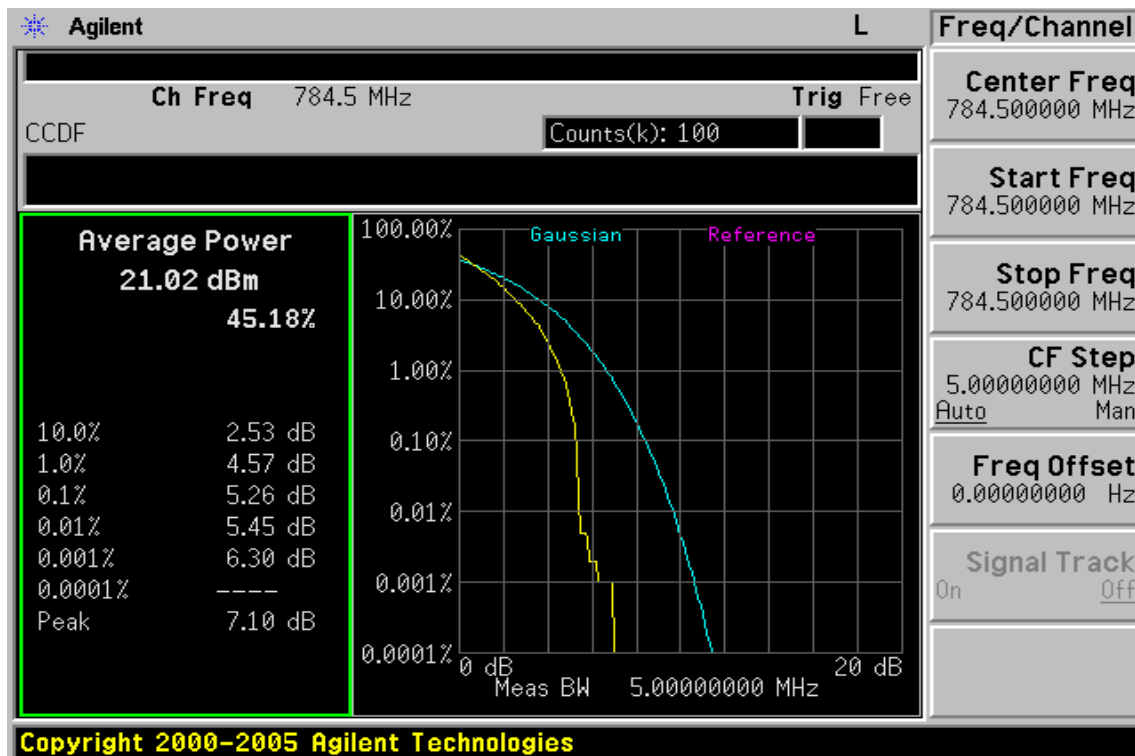 Agilent L
Ch Freq 784.5 MHz Trig Free
CCDF Counts(k): 100
Average Power
21.02 dBm
45.18%
10.0% 2.53 dB
1.0% 4.57 dB
0.1% 5.26 dB
0.01% 5.45 dB
0.001% 6.30 dB
0.0001% ----
Peak 7.10 dB
100.00%
Gaussian Reference
10.00%
1.00%
0.10%
0.01%
0.001%
0.0001%
0 dB 20 dB
Meas BW 5.00000000 MHz
Freq/Channel
Center Freq
784.500000 MHz
Start Freq
784.500000 MHz
Stop Freq
784.500000 MHz
CF Step
5.00000000 MHz
Auto Man
Freq Offset
0.00000000 Hz
Signal Track
On Off
Copyright 2000-2005 Agilent Technologies